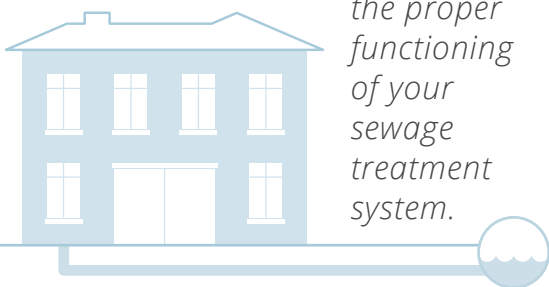 the proper
functioning
of your
sewage
treatment
system.